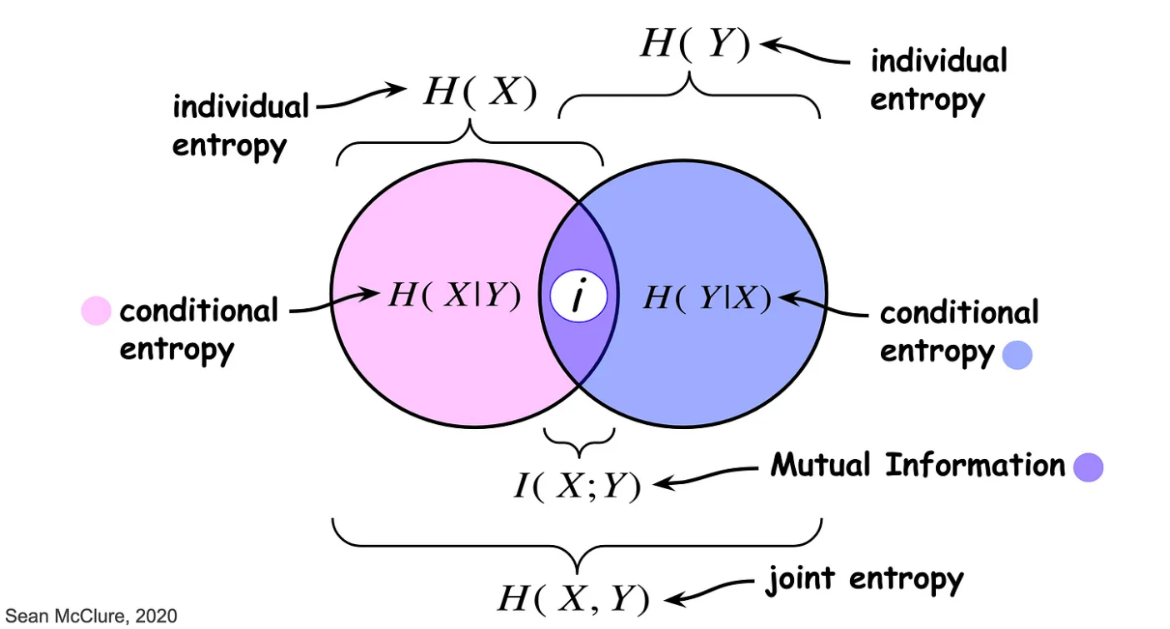 H( Y)
individual
entropy
H( X)
individual
entropy
H( X|Y)
i
H( Y|X)
conditional
entropy
conditional
entropy
I( X;Y)
Mutual Information
H( X, Y)
joint entropy
Sean McClure, 2020